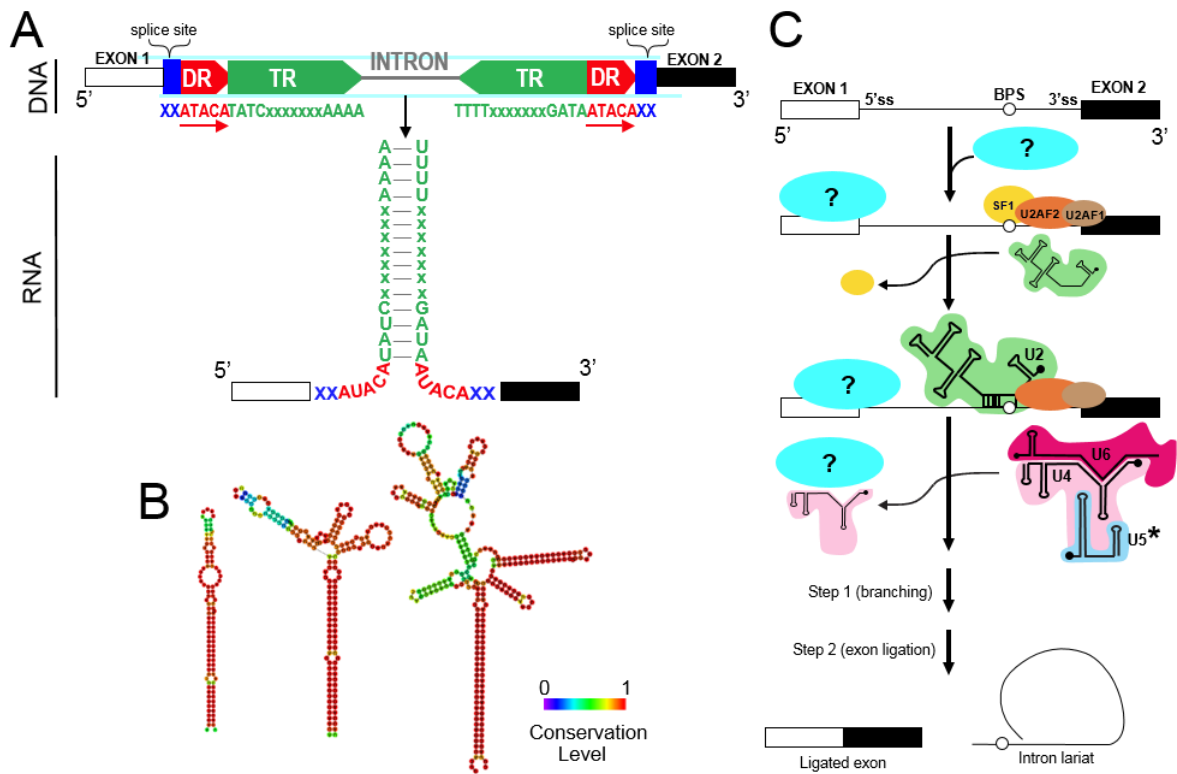 A
splice site
splice site
EXON 1
DR
TR
INTRON
TR
DR
EXON 2
DNA
5’
3’
XXATACATATCxxxxxxxAAAA
TTTTxxxxxxxGATAATACAXX
RNA
A U
A U
A U
A U
x x
x x
x x
x x
x x
x x
x x
C G
U A
A U
U A
5’
3’
XXAUACA
AUACAXX
B
0
1
Conservation
Level
C
EXON 1
5’ss
BPS
3’ss
EXON 2
5’
3’
?
?
SF1
U2AF2
U2AF1
U2
?
?
U6
U4
U5*
Step 1 (branching)
Step 2 (exon ligation)
Ligated exon
Intron lariat